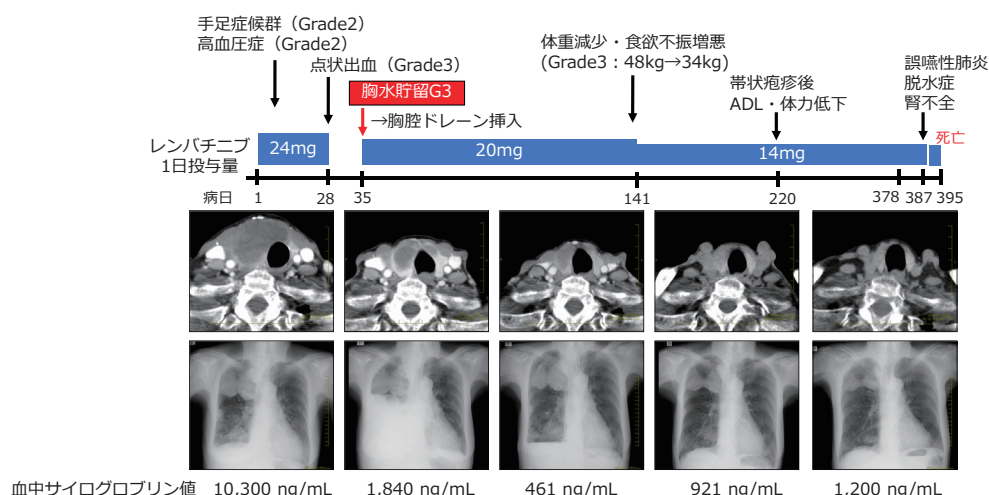 手足症候群（Grade2）
高血圧症（Grade2）
点状出血（Grade3）
胸水貯留G3
→胸腔ドレーン挿入
体重減少・食欲不振増悪
(Grade3：48kg→34kg)
帯状疱疹後
ADL・体力低下
誤嚥性肺炎
脱水症
腎不全
死亡
レンバチニブ
1日投与量
24mg
20mg
14mg
病日 1 28 35 141 220 378 387 395
血中サイログロブリン値 10,300 ng/mL 1,840 ng/mL 461 ng/mL 921 ng/mL 1,200 ng/mL